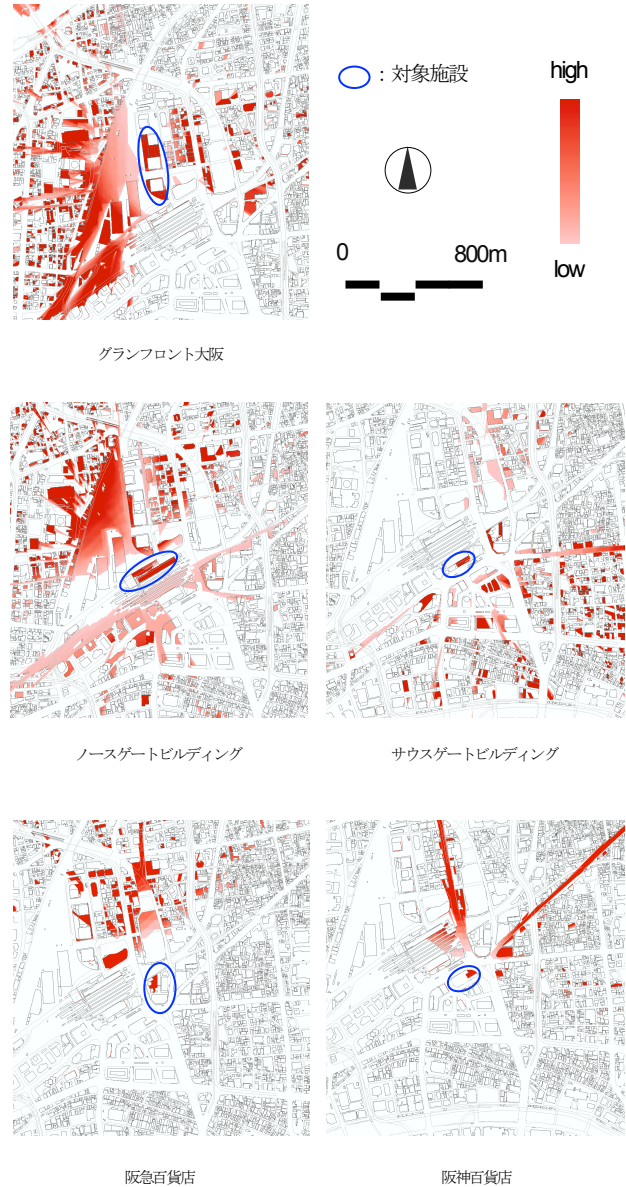 ：対象施設
high
0
800m
low
グランフロント大阪
ノースゲートビルディング
サウスゲートビルディング
阪急百貨店
阪神百貨店